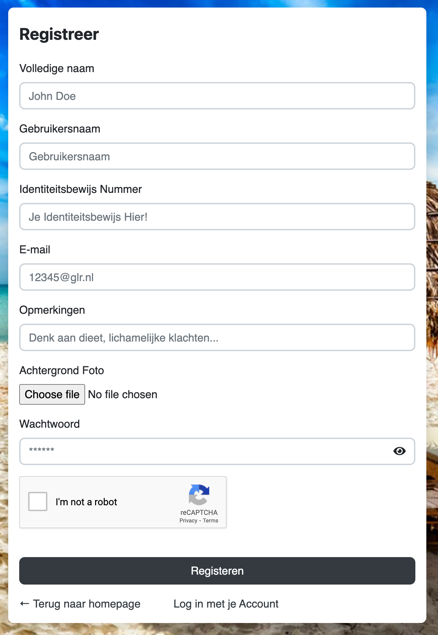 Registreer
Volledige naam
John Doe
Gebruikersnaam
Gebruikersnaam
Identiteitsbewijs Nummer
Je Identiteitsbewijs Hier!
E-mail
12345@glr.nl
Opmerkingen
Denk aan dieet, lichamelijke klachten...
Achtergrond Foto
Choose file No file chosen
Wachtwoord
******
I'm not a robot
reCAPTCHA
Privacy - Terms
Registeren
← Terug naar homepage Log in met je Account